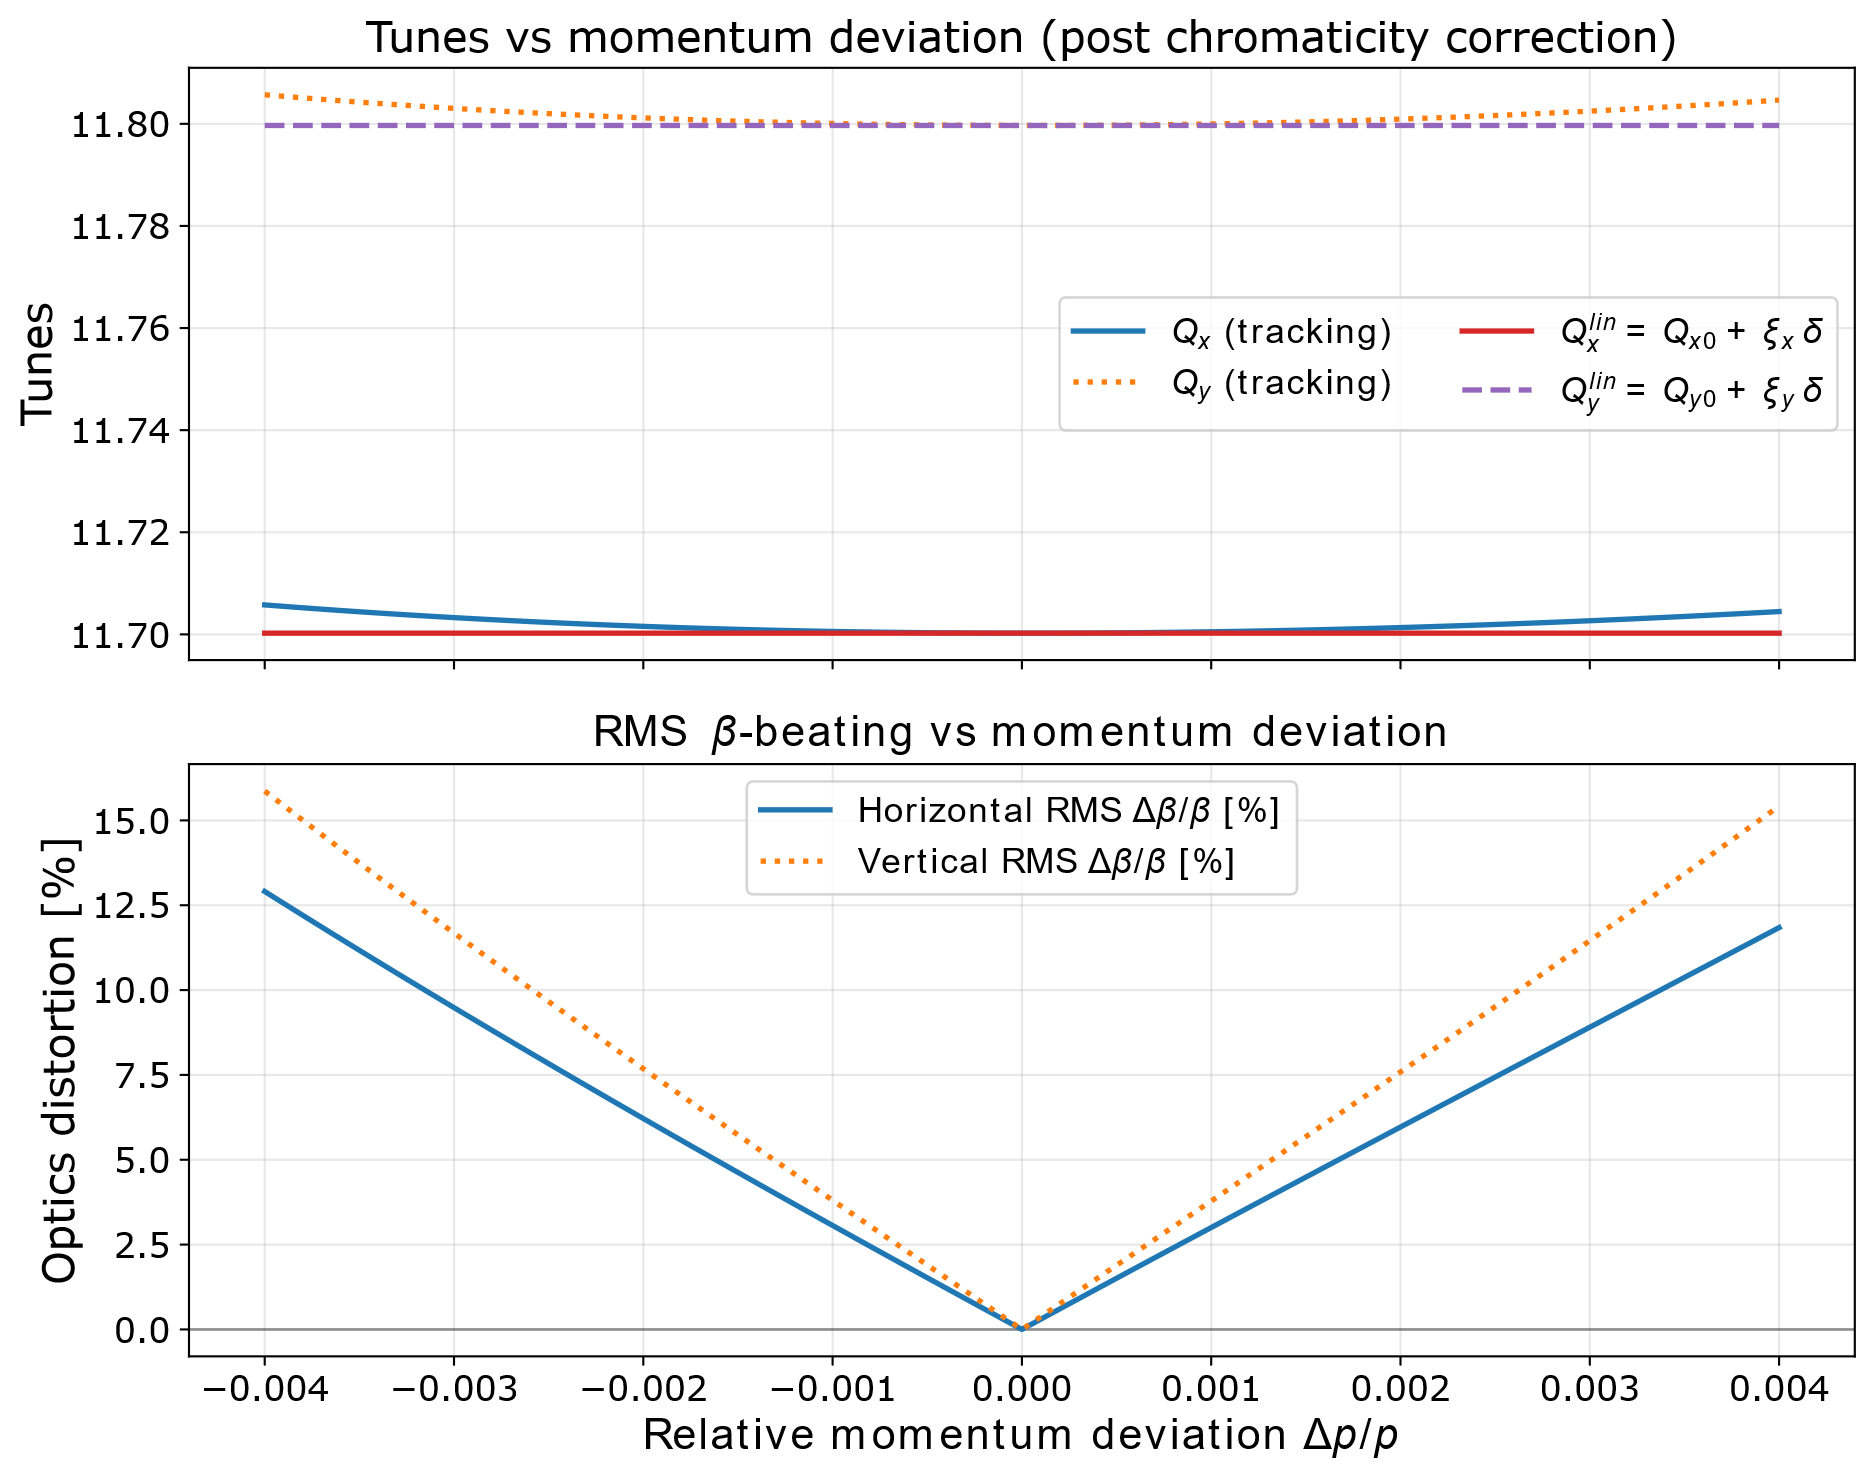 Tunes vs momentum deviation (post chromaticity correction)
Tunes
11.80
11.78
11.76
11.74
11.72
11.70
Qx (tracking)
Qy (tracking)
Qx^lin = Qx0 + ξx δ
Qy^lin = Qy0 + ξy δ
RMS β-beating vs momentum deviation
Optics distortion [%]
15.0
12.5
10.0
7.5
5.0
2.5
0.0
Horizontal RMS Δβ/β [%]
Vertical RMS Δβ/β [%]
−0.004 −0.003 −0.002 −0.001 0.000 0.001 0.002 0.003 0.004
Relative momentum deviation Δp/p